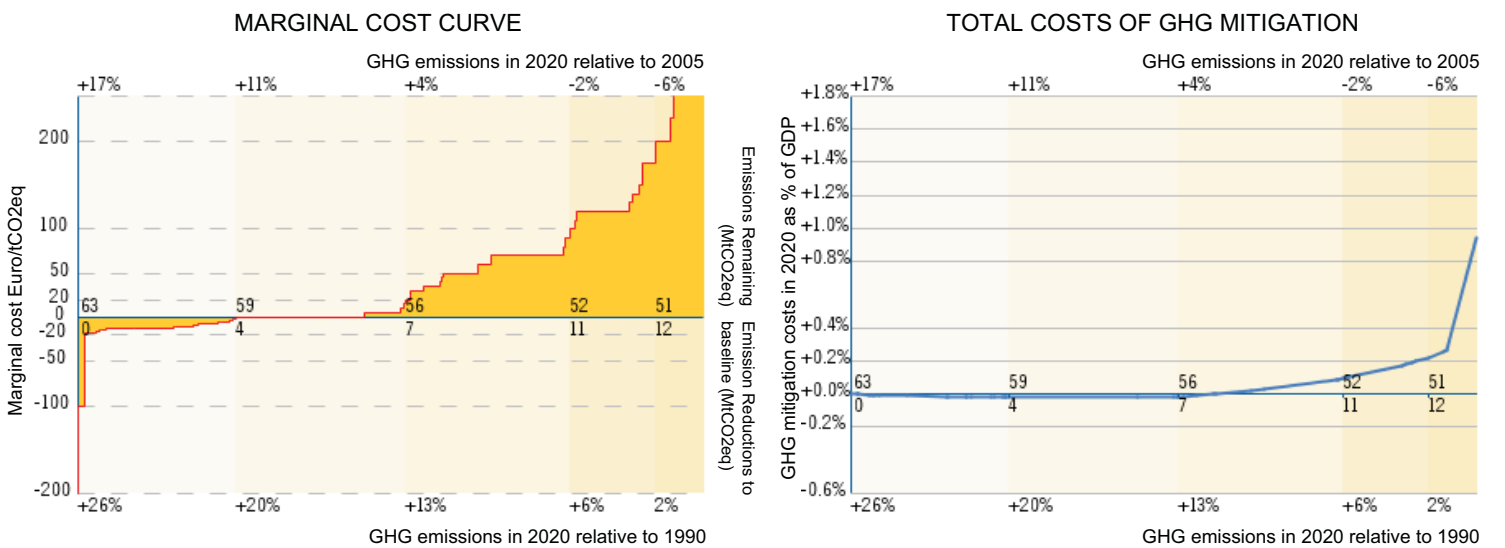 MARGINAL COST CURVE
GHG emissions in 2020 relative to 2005
+17% +11% +4% -2% -6%
Marginal cost Euro/tCO2eq
200
100
50
20
0
-20
-50
-100
-200
63 59 56 52 51
0 4 7 11 12
+26% +20% +13% +6% 2%
GHG emissions in 2020 relative to 1990
Emissions Remaining
(MtCO2eq)
Emission Reductions to
baseline (MtCO2eq)
TOTAL COSTS OF GHG MITIGATION
GHG emissions in 2020 relative to 2005
+17% +11% +4% -2% -6%
GHG mitigation costs in 2020 as % of GDP
+1.8%
+1.6%
+1.4%
+1.2%
+1.0%
+0.8%
+0.4%
+0.2%
+0.0%
-0.2%
-0.6%
63 59 56 52 51
0 4 7 11 12
+26% +20% +13% +6% 2%
GHG emissions in 2020 relative to 1990